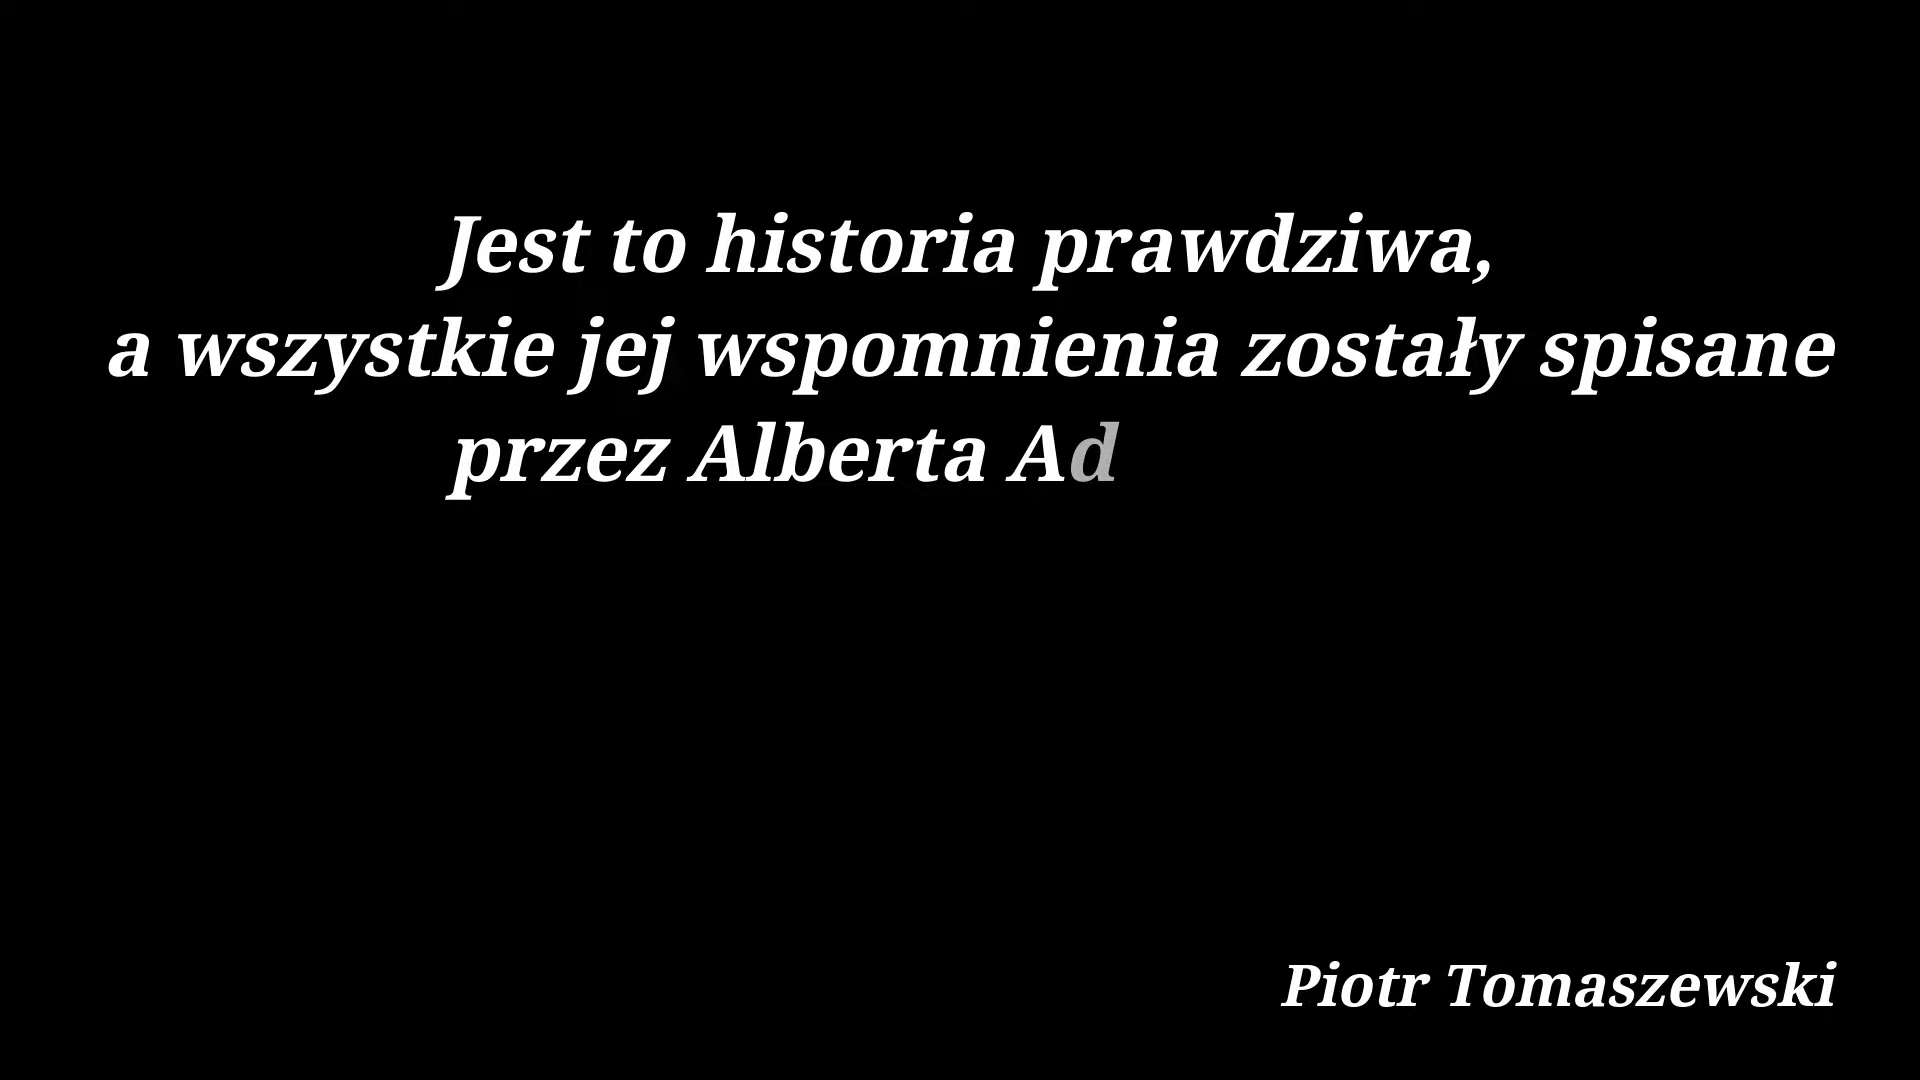 Jest to historia prawdziwa,
a wszystkie jej wspomnienia zostały spisane
przez Alberta Ad
Piotr Tomaszewski